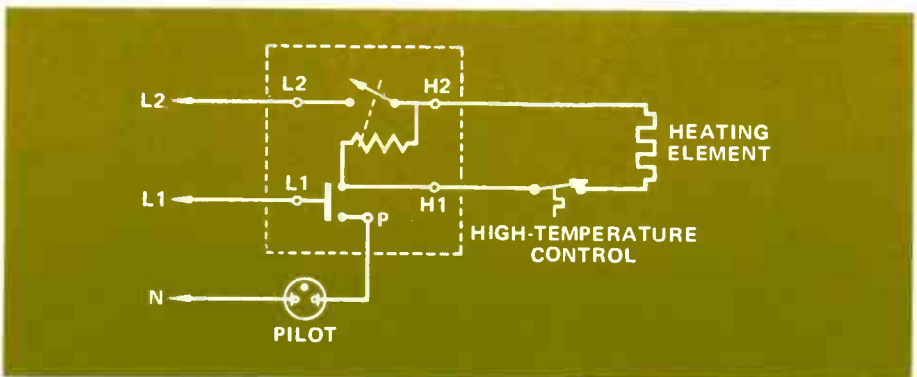 L2
L2
H2
HEATING
ELEMENT
L1
L1
H1
P
HIGH-TEMPERATURE
CONTROL
N
PILOT